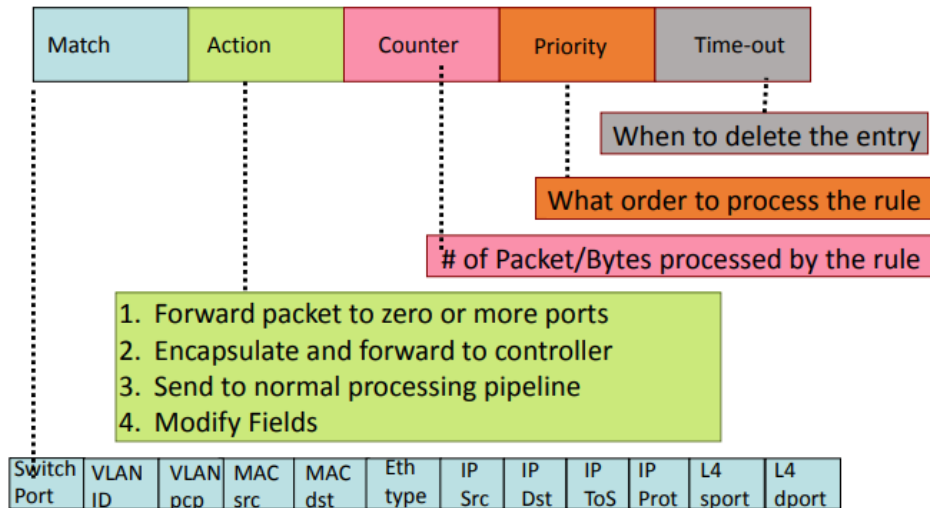 Match Action Counter Priority Time-out
When to delete the entry
What order to process the rule
# of Packet/Bytes processed by the rule
1. Forward packet to zero or more ports
2. Encapsulate and forward to controller
3. Send to normal processing pipeline
4. Modify Fields
Switch VLAN VLAN MAC MAC Eth IP IP IP IP L4 L4
Port ID pcp src dst type Src Dst ToS Prot sport dport